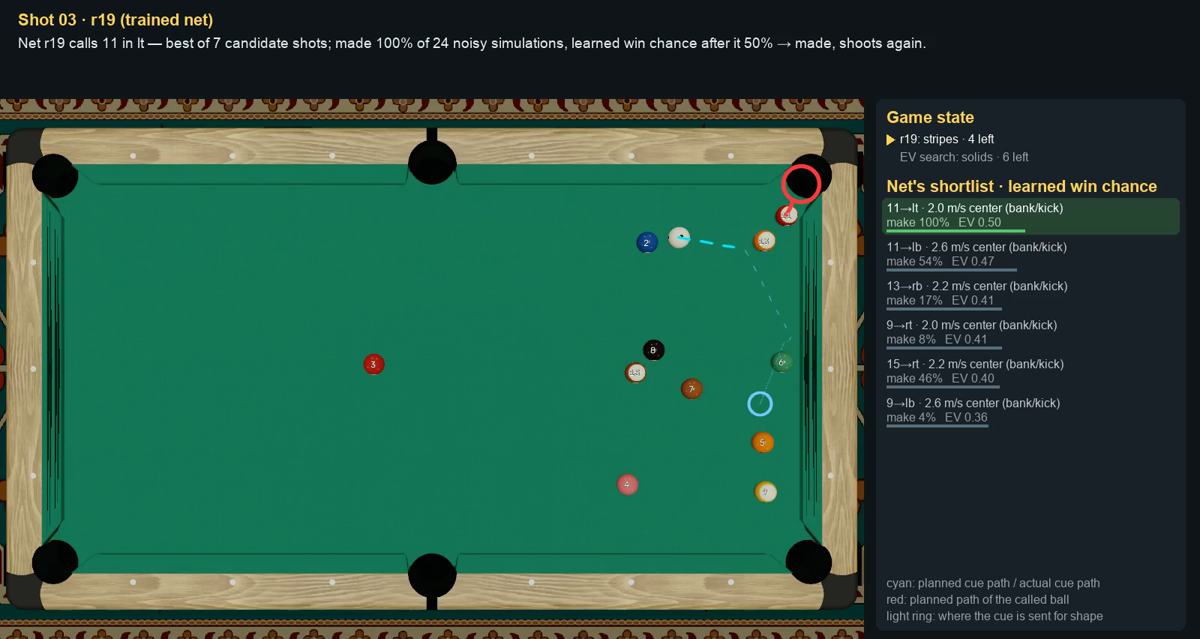 Shot 03 · r19 (trained net)
Net r19 calls 11 in lt — best of 7 candidate shots; made 100% of 24 noisy simulations, learned win chance after it 50% → made, shoots again.
Game state
r19: stripes · 4 left
EV search: solids · 6 left
Net's shortlist · learned win chance
11→lt · 2.0 m/s center (bank/kick)
make 100% EV 0.50
11→lb · 2.6 m/s center (bank/kick)
make 54% EV 0.47
13→rb · 2.2 m/s center (bank/kick)
make 17% EV 0.41
9→rt · 2.0 m/s center (bank/kick)
make 8% EV 0.41
15→rt · 2.2 m/s center (bank/kick)
make 46% EV 0.40
9→lb · 2.6 m/s center (bank/kick)
make 4% EV 0.36
2
8
3
6
7
5
4
cyan: planned cue path / actual cue path
red: planned path of the called ball
light ring: where the cue is sent for shape